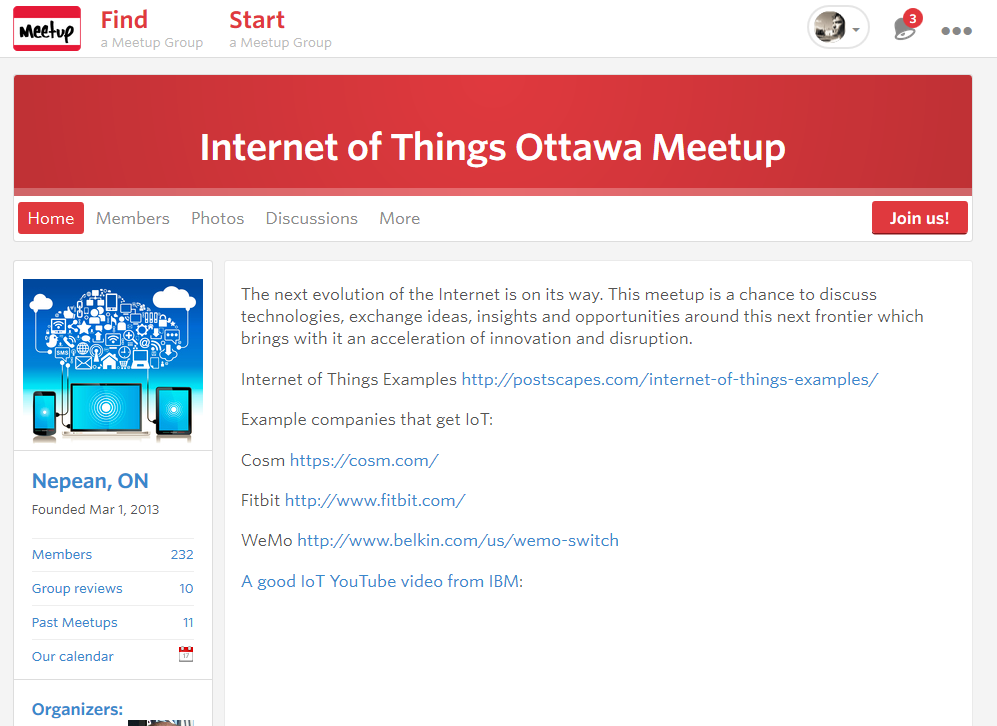 Meetup
Find
a Meetup Group
Start
a Meetup Group
3
Internet of Things Ottawa Meetup
Home Members Photos Discussions More
Join us!
SMS
Nepean, ON
Founded Mar 1, 2013
Members 232
Group reviews 10
Past Meetups 11
Our calendar 17
Organizers:
The next evolution of the Internet is on its way. This meetup is a chance to discuss
technologies, exchange ideas, insights and opportunities around this next frontier which
brings with it an acceleration of innovation and disruption.
Internet of Things Examples http://postscapes.com/internet-of-things-examples/
Example companies that get IoT:
Cosm https://cosm.com/
Fitbit http://www.fitbit.com/
WeMo http://www.belkin.com/us/wemo-switch
A good IoT YouTube video from IBM: